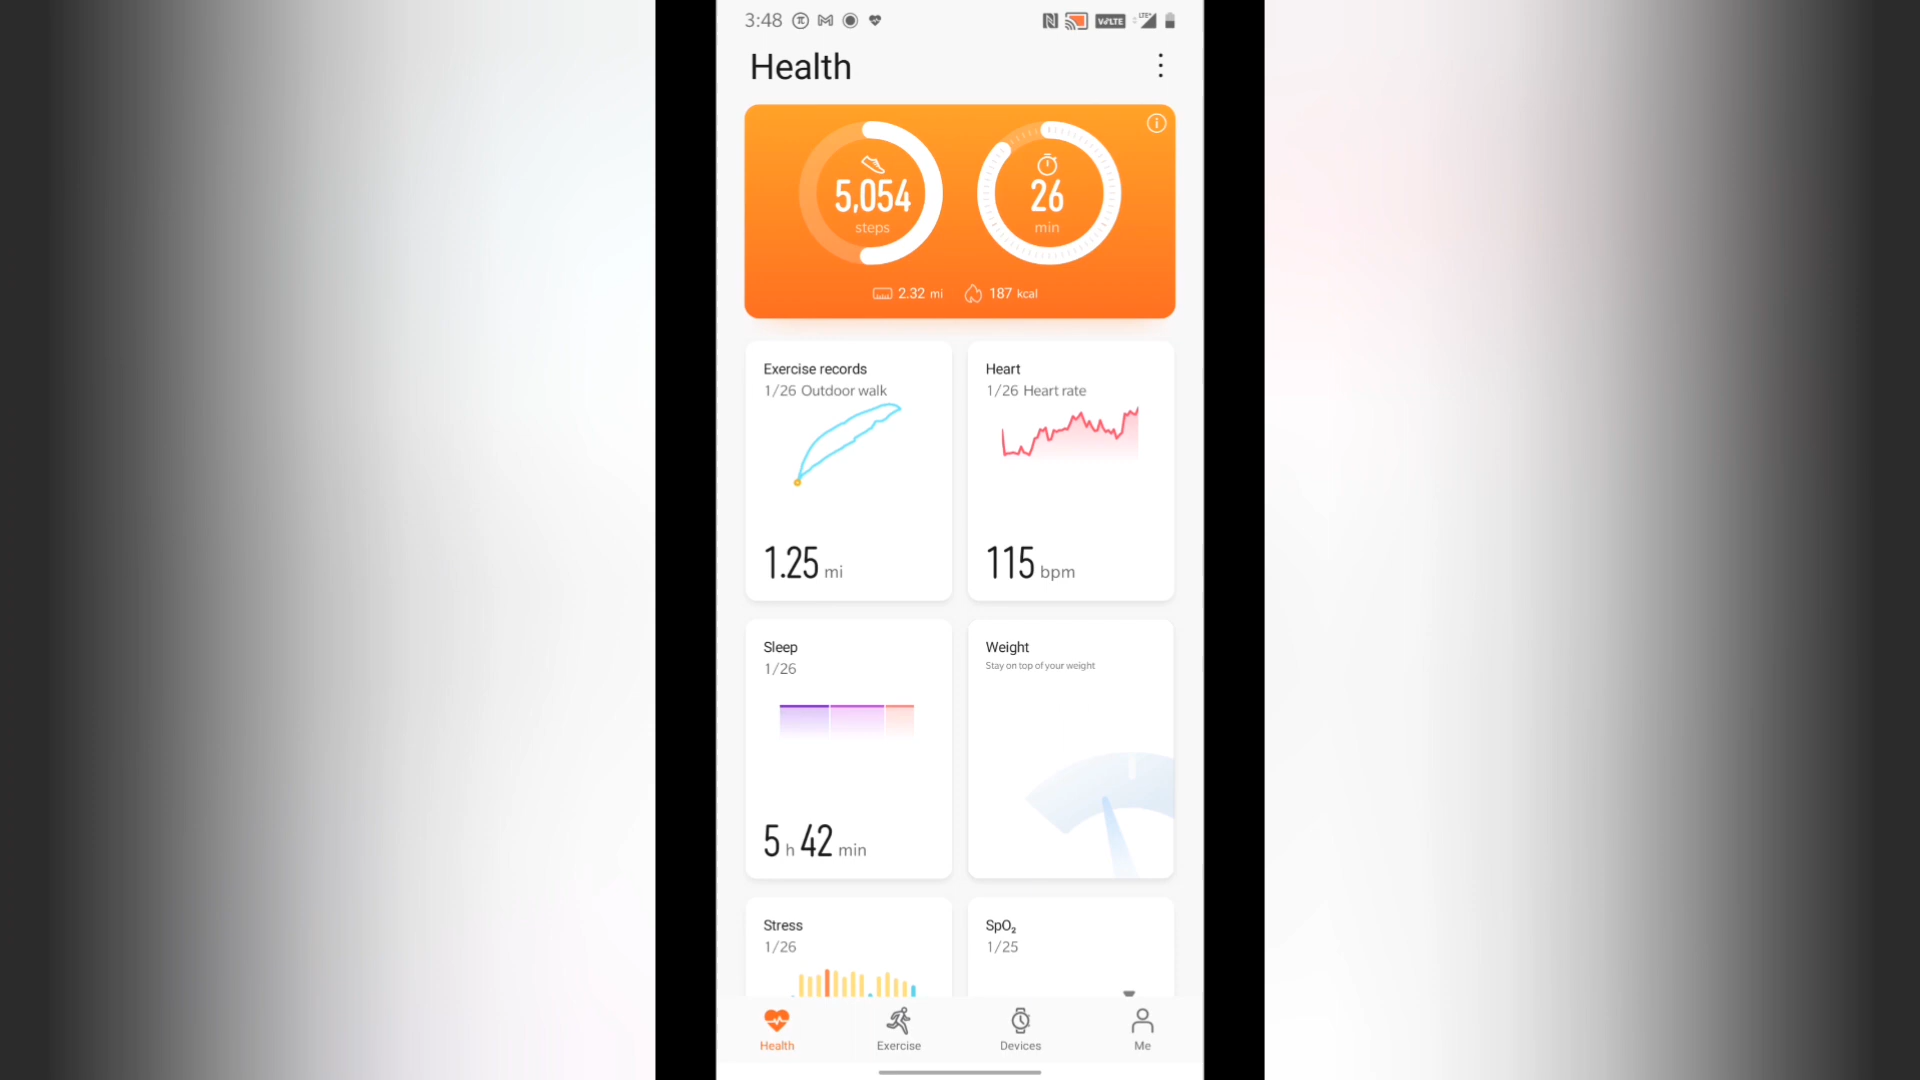 3:48
VoLTE LTE+
Health
5,054
steps
26
min
2.32 mi 187 kcal
Exercise records
1/26 Outdoor walk
1.25 mi
Heart
1/26 Heart rate
115 bpm
Sleep
1/26
5 h 42 min
Weight
Stay on top of your weight
Stress
1/26
SpO₂
1/25
Health Exercise Devices Me